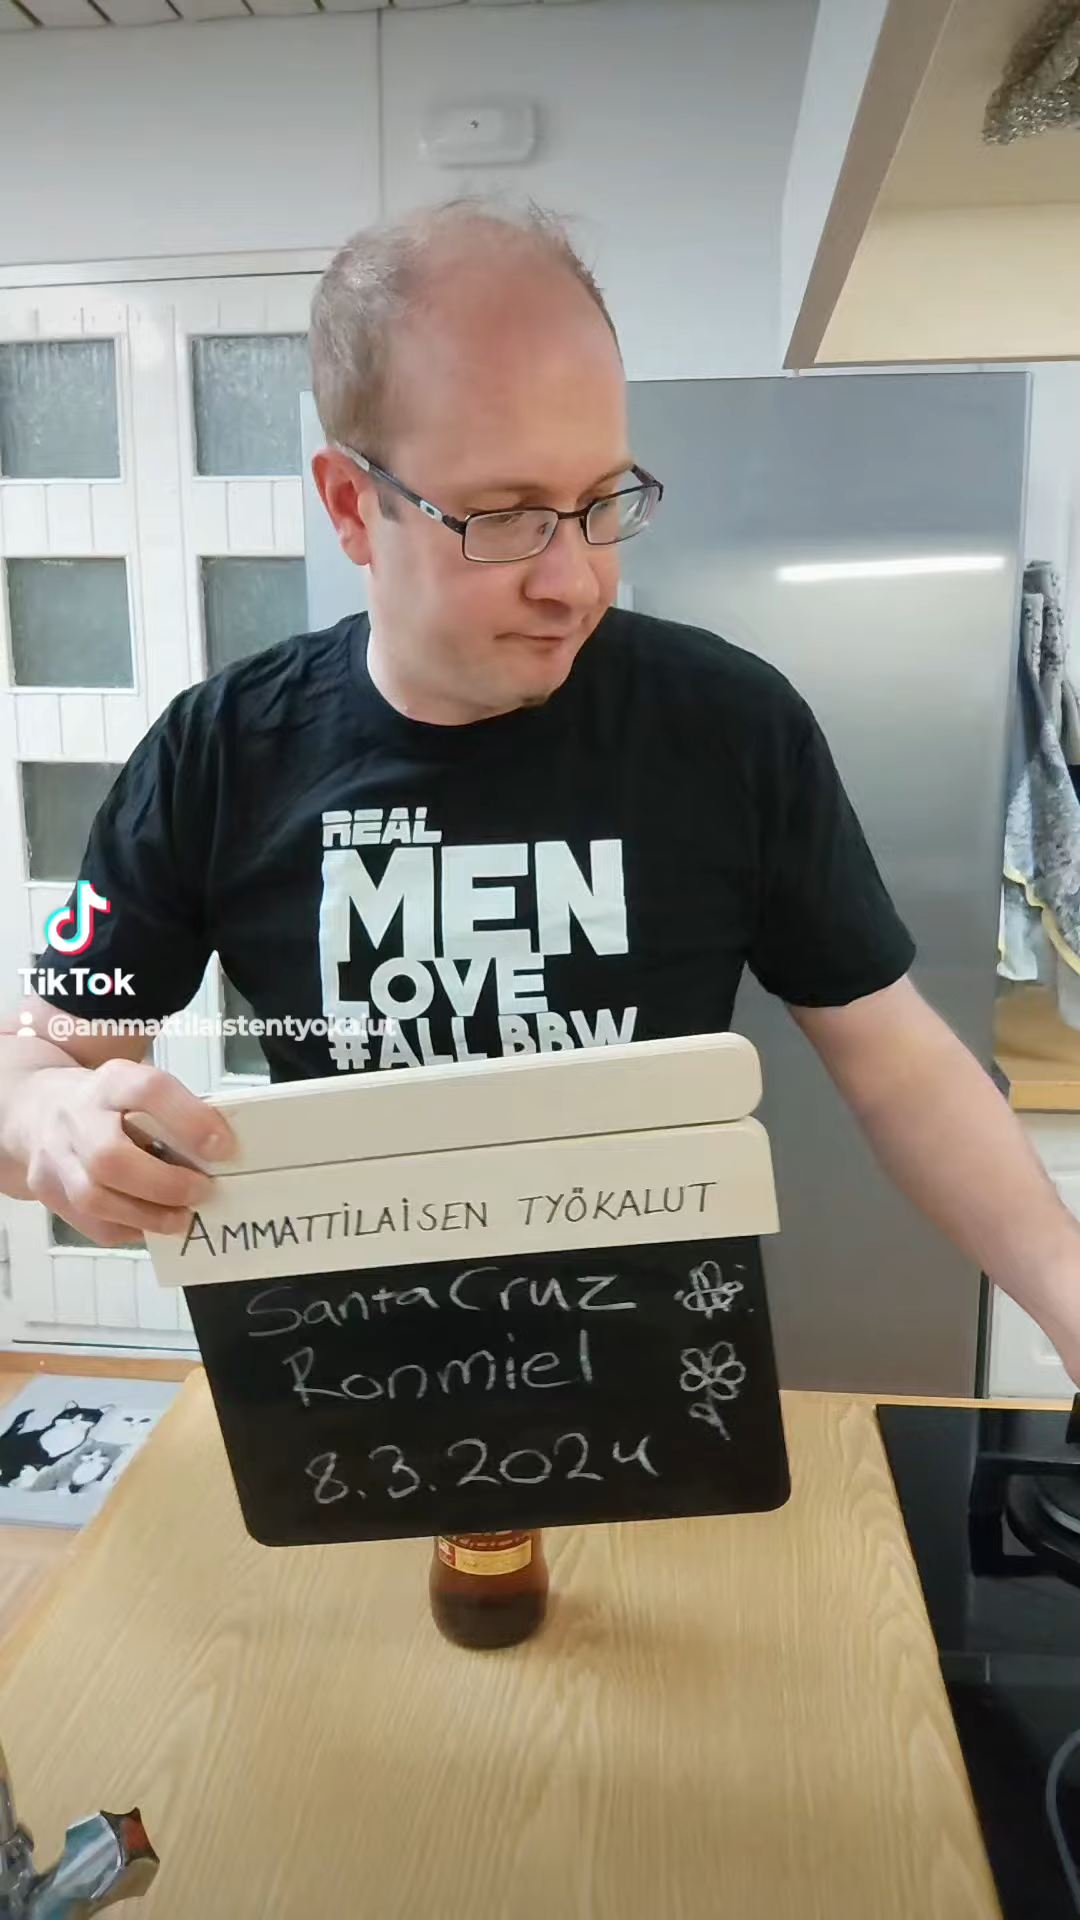 REAL
MEN
LOVE
#ALL BBW
TikTok
@ammattilaistentyokalut
AMMATTILAISEN TYÖKALUT
Santa Cruz
Ronmiel
8.3.2024